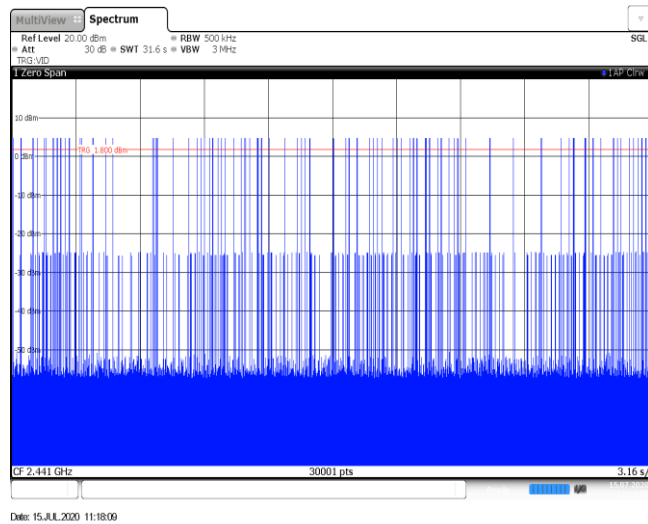 MultiView Spectrum
Ref Level 20.00 dBm RBW 500 kHz SGL
Att 30 dB SWT 31.6 s VBW 3 MHz
TRG:VID
1 Zero Span 1AP Clrw
10 dBm
TRG 1.800 dBm
0 dBm
-10 dBm
-20 dBm
-30 dBm
-40 dBm
-50 dBm
CF 2.441 GHz 30001 pts 3.16 s/
15.07.2020
Date: 15.JUL.2020 11:18:09